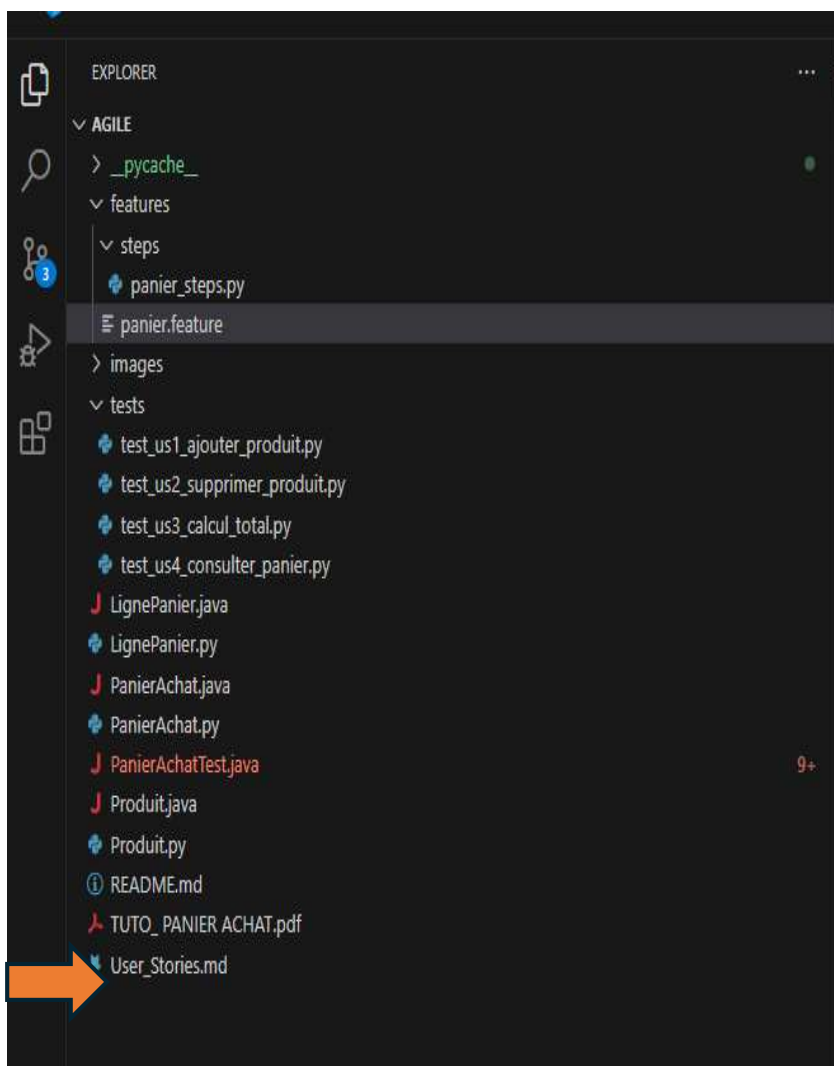 EXPLORER
AGILE
__pycache__
features
steps
3
panier_steps.py
panier.feature
images
tests
test_us1_ajouter_produit.py
test_us2_supprimer_produit.py
test_us3_calcul_total.py
test_us4_consulter_panier.py
J LignePanier.java
LignePanier.py
J PanierAchat.java
PanierAchat.py
J PanierAchatTest.java 9+
J Produit.java
Produit.py
README.md
TUTO_ PANIER ACHAT.pdf
User_Stories.md